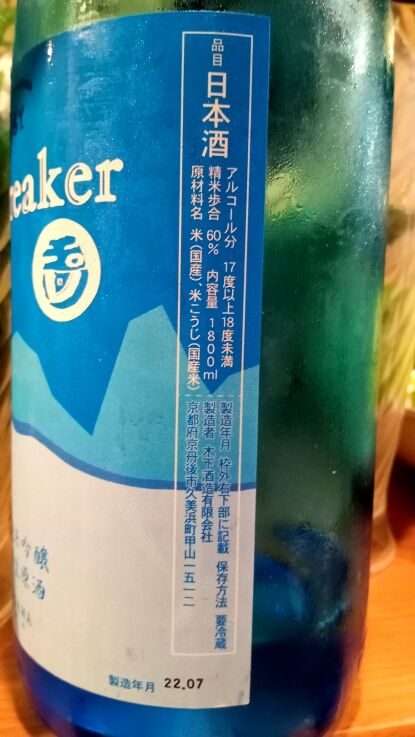 品目 日本酒
アルコール分 17度以上18度未満
精米歩合 60% 内容量 1800ml
原材料名 米(国産)、米こうじ(国産米)
製造年月 枠外右下部に記載 保存方法 要冷蔵
製造者 木下酒造有限会社
京都府京丹後市久美浜町甲山一五一二
eaker
吟醸
原酒
製造年月 22.07